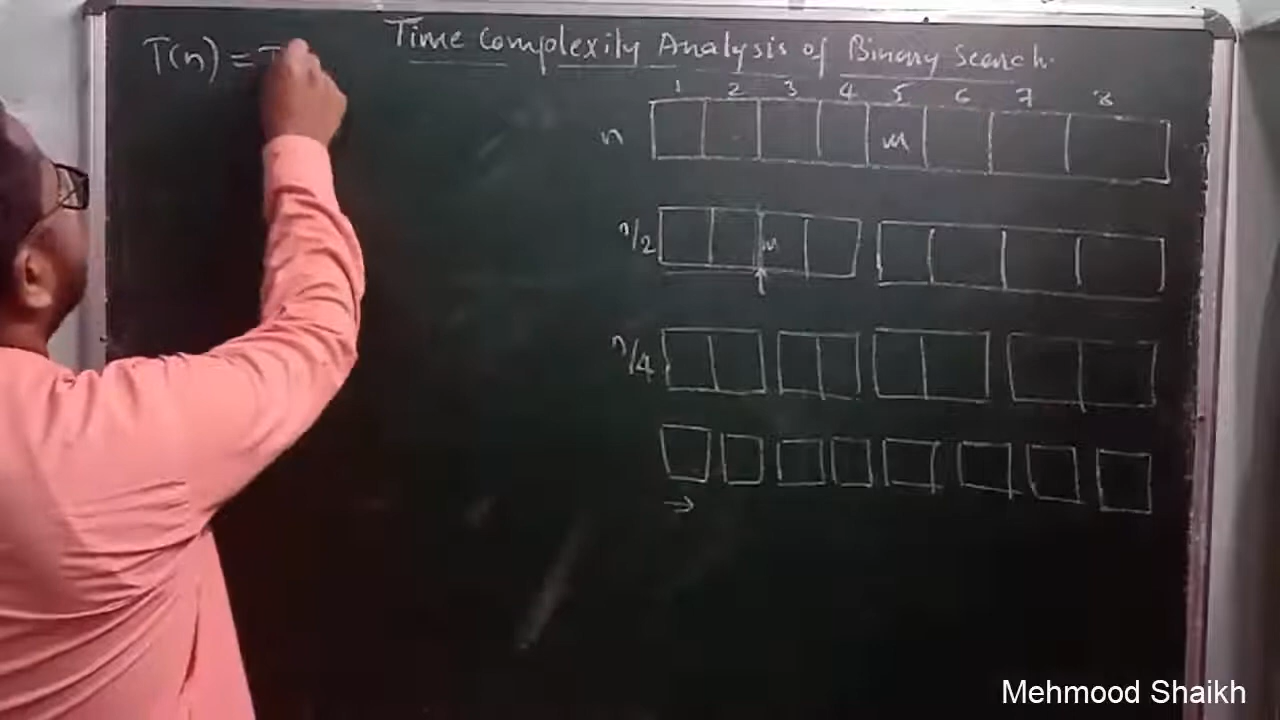 T(n) = T
Time Complexity Analysis of Binary Search.
1 2 3 4 5 6 7 8
n m
n/2 m
n/4
→
Mehmood Shaikh